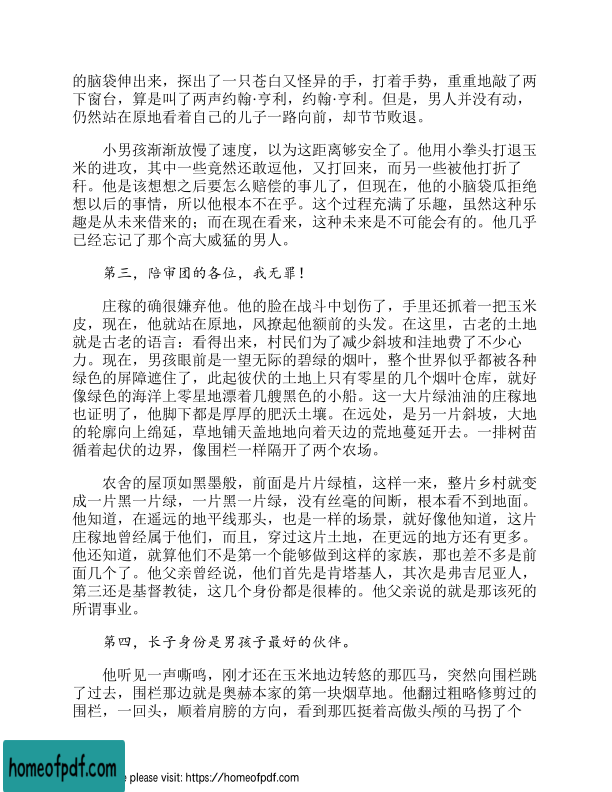 的脑袋伸出来，探出了一只苍白又怪异的手，打着手势，重重地敲了两
下窗台，算是叫了两声约翰·亨利，约翰·亨利。但是，男人并没有动，
仍然站在原地看着自己的儿子一路向前，却节节败退。
小男孩渐渐放慢了速度，以为这距离够安全了。他用小拳头打退玉
米的进攻，其中一些竟然还敢逗他，又打回来，而另一些被他打折了
秆。他是该想想之后要怎么赔偿的事儿了，但现在，他的小脑袋瓜拒绝
想以后的事情，所以他根本不在乎。这个过程充满了乐趣，虽然这种乐
趣是从未来借来的；而在现在看来，这种未来是不可能会有的。他几乎
已经忘记了那个高大威猛的男人。
第三，陪审团的各位，我无罪！
庄稼的确很嫌弃他。他的脸在战斗中划伤了，手里还抓着一把玉米
皮，现在，他就站在原地，风撩起他额前的头发。在这里，古老的土地
就是古老的语言：看得出来，村民们为了减少斜坡和洼地费了不少心
力。现在，男孩眼前是一望无际的碧绿的烟叶，整个世界似乎都被各种
绿色的屏障遮住了，此起彼伏的土地上只有零星的几个烟叶仓库，就好
像绿色的海洋上零星地漂着几艘黑色的小船。这一大片绿油油的庄稼地
也证明了，他脚下都是厚厚的肥沃土壤。在远处，是另一片斜坡，大地
的轮廓向上绵延，草地铺天盖地地向着天边的荒地蔓延开去。一排树苗
循着起伏的边界，像围栏一样隔开了两个农场。
农舍的屋顶如黑墨般，前面是片片绿植，这样一来，整片乡村就变
成一片黑一片绿，一片黑一片绿，没有丝毫的间断，根本看不到地面。
他知道，在遥远的地平线那头，也是一样的场景，就好像他知道，这片
庄稼地曾经属于他们，而且，穿过这片土地，在更远的地方还有更多。
他还知道，就算他们不是第一个能够做到这样的家族，那也差不多是前
面几个了。他父亲曾经说，他们首先是肯塔基人，其次是弗吉尼亚人，
第三还是基督教徒，这几个身份都是很棒的。他父亲说的就是那该死的
所谓事业。
第四，长子身份是男孩子最好的伙伴。
他听见一声嘶鸣，刚才还在玉米地边转悠的那匹马，突然向围栏跳
了过去，围栏那边就是奥赫本家的第一块烟草地。他翻过粗略修剪过的
围栏，一回头，顺着肩膀的方向，看到那匹挺着高傲头颅的马拐了个
homeofpdf.com
e please visit: https://homeofpdf.com